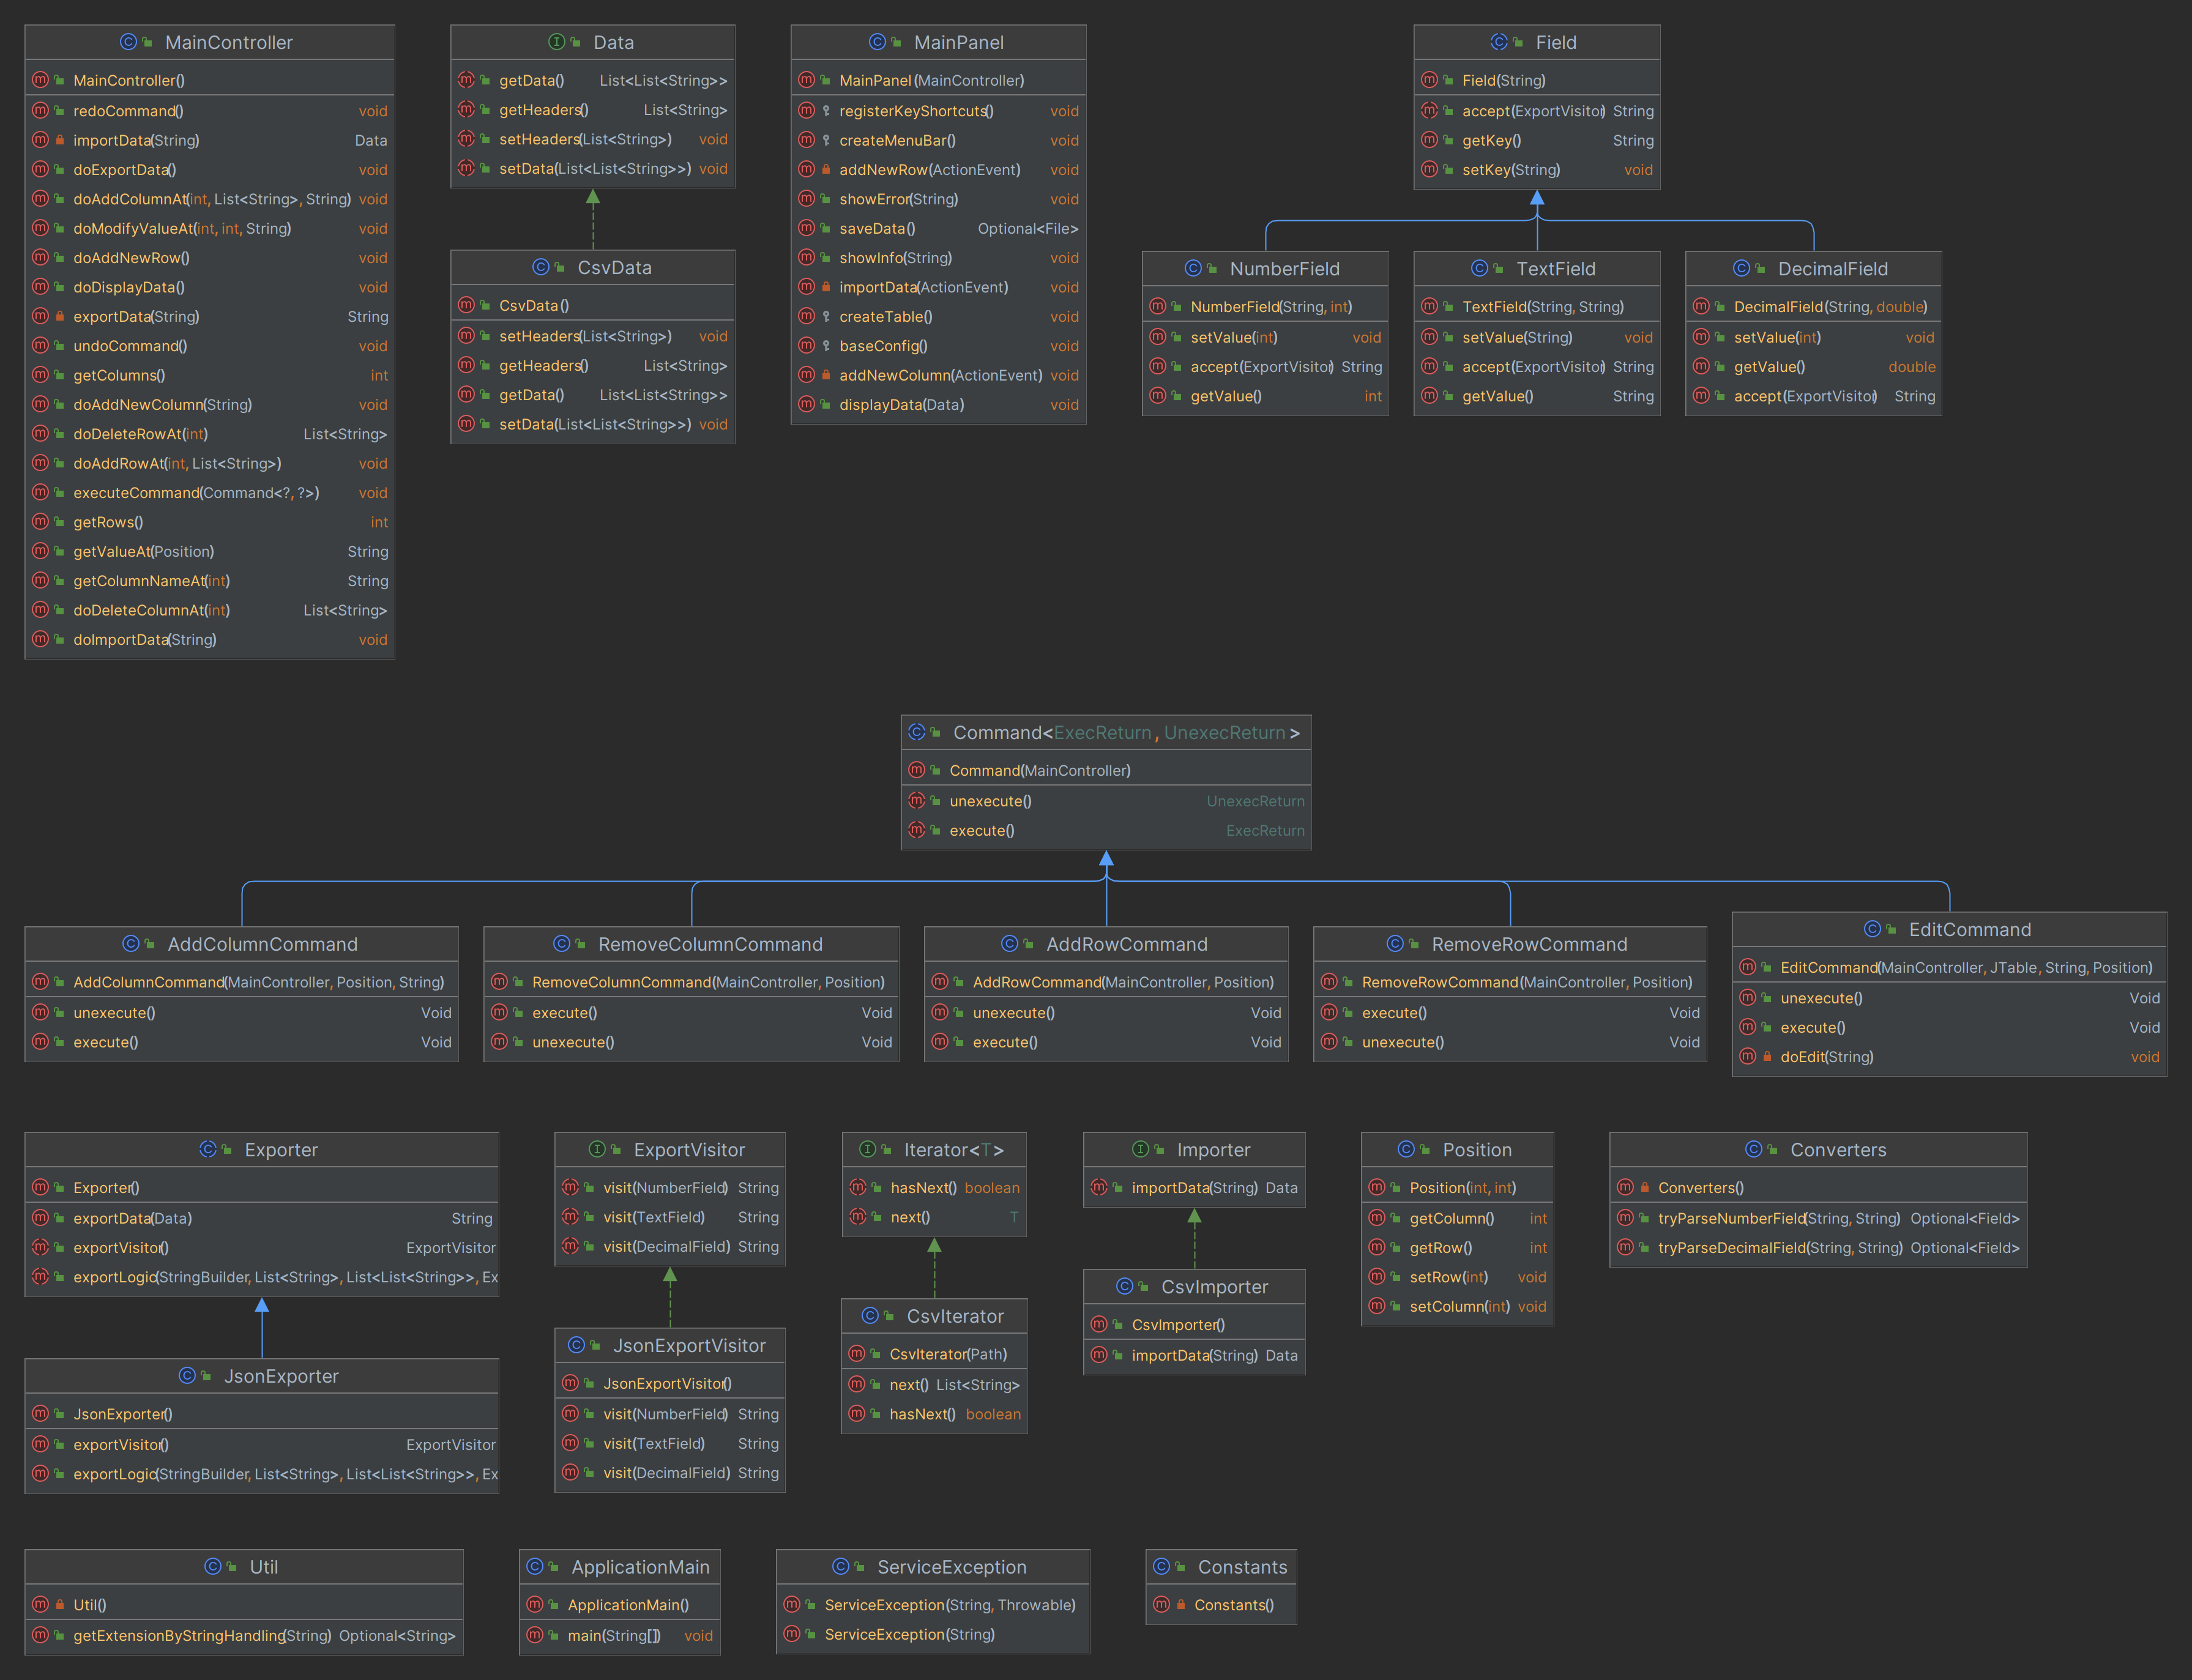 MainController
MainController()
redoCommand() void
importData(String) Data
doExportData() void
doAddColumnAt(int, List<String>, String) void
doModifyValueAt(int, int, String) void
doAddNewRow() void
doDisplayData() void
exportData(String) String
undoCommand() void
getColumns() int
doAddNewColumn(String) void
doDeleteRowAt(int) List<String>
doAddRowAt(int, List<String>) void
executeCommand(Command<?, ?>) void
getRows() int
getValueAt(Position) String
getColumnNameAt(int) String
doDeleteColumnAt(int) List<String>
doImportData(String) void
Data
getData() List<List<String>>
getHeaders() List<String>
setHeaders(List<String>) void
setData(List<List<String>>) void
CsvData
CsvData()
setHeaders(List<String>) void
getHeaders() List<String>
getData() List<List<String>>
setData(List<List<String>>) void
MainPanel
MainPanel(MainController)
registerKeyShortcuts() void
createMenuBar() void
addNewRow(ActionEvent) void
showError(String) void
saveData() Optional<File>
showInfo(String) void
importData(ActionEvent) void
createTable() void
baseConfig() void
addNewColumn(ActionEvent) void
displayData(Data) void
Field
Field(String)
accept(ExportVisitor) String
getKey() String
setKey(String) void
NumberField
NumberField(String, int)
setValue(int) void
accept(ExportVisitor) String
getValue() int
TextField
TextField(String, String)
setValue(String) void
accept(ExportVisitor) String
getValue() String
DecimalField
DecimalField(String, double)
setValue(int) void
getValue() double
accept(ExportVisitor) String
Command<ExecReturn, UnexecReturn>
Command(MainController)
unexecute() UnexecReturn
execute() ExecReturn
AddColumnCommand
AddColumnCommand(MainController, Position, String)
unexecute() Void
execute() Void
RemoveColumnCommand
RemoveColumnCommand(MainController, Position)
execute() Void
unexecute() Void
AddRowCommand
AddRowCommand(MainController, Position)
unexecute() Void
execute() Void
RemoveRowCommand
RemoveRowCommand(MainController, Position)
execute() Void
unexecute() Void
EditCommand
EditCommand(MainController, JTable, String, Position)
unexecute() Void
execute() Void
doEdit(String) void
Exporter
Exporter()
exportData(Data) String
exportVisitor() ExportVisitor
exportLogic(StringBuilder, List<String>, List<List<String>>, Ex
JsonExporter
JsonExporter()
exportVisitor() ExportVisitor
exportLogic(StringBuilder, List<String>, List<List<String>>, Ex
ExportVisitor
visit(NumberField) String
visit(TextField) String
visit(DecimalField) String
JsonExportVisitor
JsonExportVisitor()
visit(NumberField) String
visit(TextField) String
visit(DecimalField) String
Iterator<T>
hasNext() boolean
next() T
CsvIterator
CsvIterator(Path)
next() List<String>
hasNext() boolean
Importer
importData(String) Data
CsvImporter
CsvImporter()
importData(String) Data
Position
Position(int, int)
getColumn() int
getRow() int
setRow(int) void
setColumn(int) void
Converters
Converters()
tryParseNumberField(String, String) Optional<Field>
tryParseDecimalField(String, String) Optional<Field>
Util
Util()
getExtensionByStringHandling(String) Optional<String>
ApplicationMain
ApplicationMain()
main(String[]) void
ServiceException
ServiceException(String, Throwable)
ServiceException(String)
Constants
Constants()